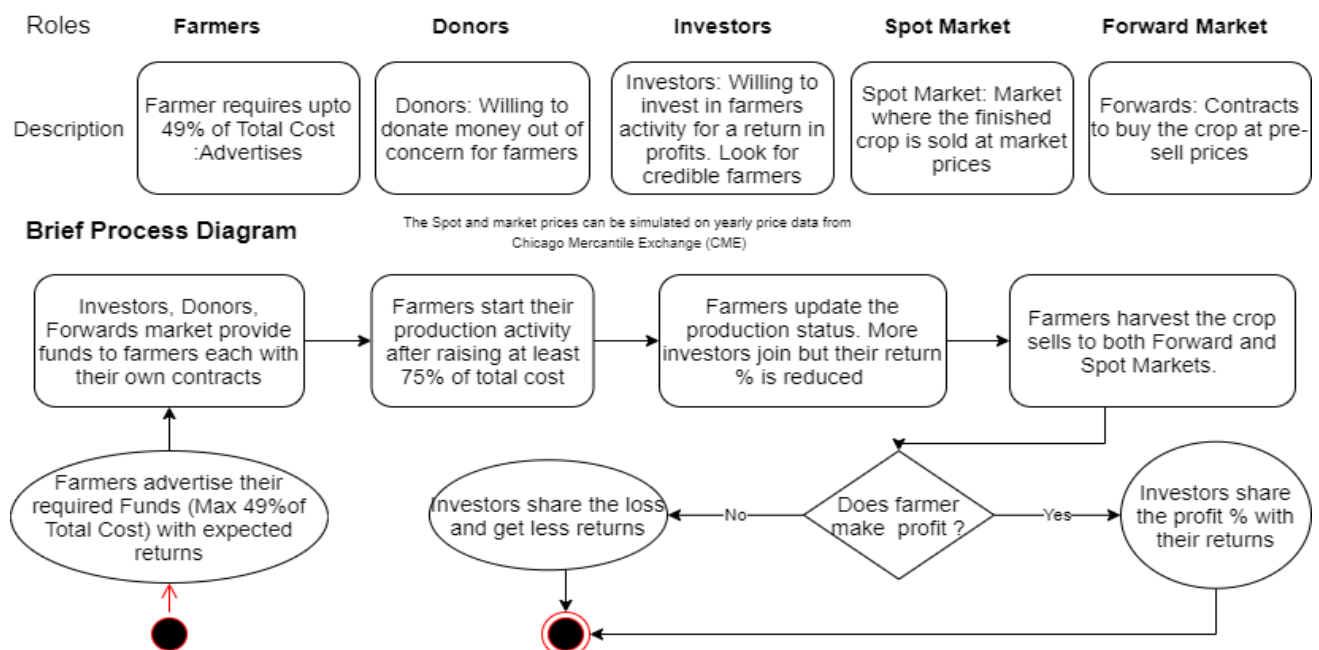 Roles
Farmers
Donors
Investors
Spot Market
Forward Market
Description
Farmer requires upto
49% of Total Cost
:Advertises
Donors: Willing to
donate money out of
concern for farmers
Investors: Willing to
invest in farmers
activity for a return in
profits. Look for
credible farmers
Spot Market: Market
where the finished
crop is sold at market
prices
Forwards: Contracts
to buy the crop at pre-
sell prices
Brief Process Diagram
The Spot and market prices can be simulated on yearly price data from
Chicago Mercantile Exchange (CME)
Investors, Donors,
Forwards market provide
funds to farmers each with
their own contracts
Farmers start their
production activity
after raising at least
75% of total cost
Farmers update the
production status. More
investors join but their return
% is reduced
Farmers harvest the crop
sells to both Forward and
Spot Markets.
Farmers advertise their
required Funds (Max 49%of
Total Cost) with expected
returns
Investors share the loss
and get less returns
No
Does farmer
make profit ?
Yes
Investors share
the profit % with
their returns